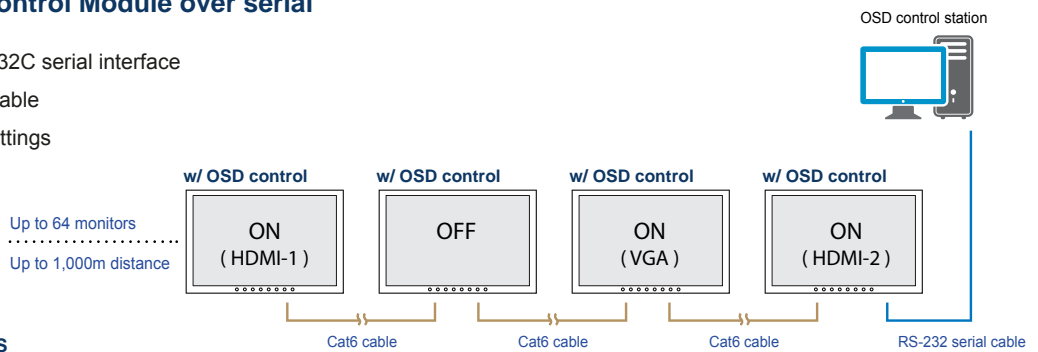 ontrol Module over serial
OSD control station
32C serial interface
able
ttings
w/ OSD control w/ OSD control w/ OSD control w/ OSD control
Up to 64 monitors
Up to 1,000m distance
ON
( HDMI-1 )
OFF
ON
( VGA )
ON
( HDMI-2 )
Cat6 cable Cat6 cable Cat6 cable RS-232 serial cable
s